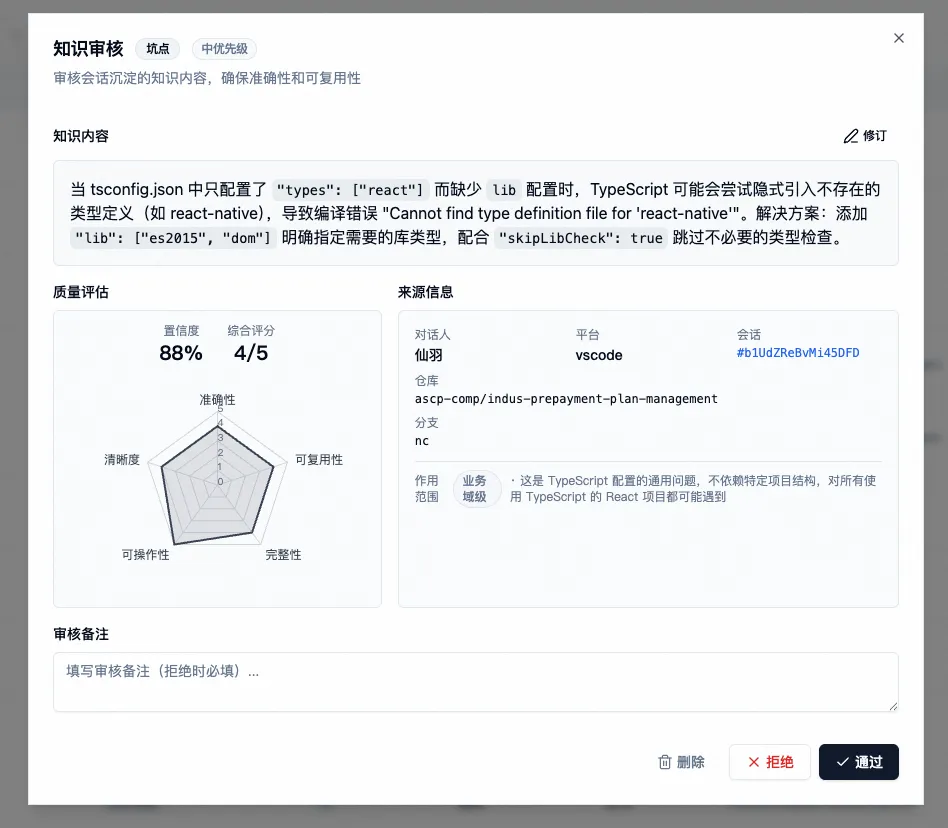 知识审核 坑点 中优先级
审核会话沉淀的知识内容，确保准确性和可复用性
知识内容 修订
当 tsconfig.json 中只配置了 "types": ["react"] 而缺少 lib 配置时，TypeScript 可能会尝试隐式引入不存在的
类型定义（如 react-native），导致编译错误 "Cannot find type definition file for 'react-native'"。解决方案：添加
"lib": ["es2015", "dom"] 明确指定需要的库类型，配合 "skipLibCheck": true 跳过不必要的类型检查。
质量评估
置信度 综合评分
88% 4/5
准确性
5
4
3
2
1
0
清晰度 可复用性
可操作性 完整性
来源信息
对话人 平台 会话
仙羽 vscode #b1UdZReBvMi45DFD
仓库
ascp-comp/indus-prepayment-plan-management
分支
nc
作用范围
业务域级
· 这是 TypeScript 配置的通用问题，不依赖特定项目结构，对所有使
用 TypeScript 的 React 项目都可能遇到
审核备注
填写审核备注（拒绝时必填）...
删除 拒绝 通过